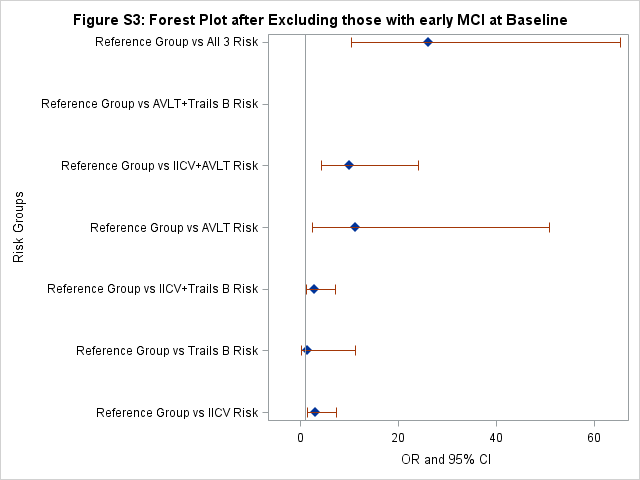 Figure S3: Forest Plot after Excluding those with early MCI at Baseline
Reference Group vs All 3 Risk
Reference Group vs AVLT+Trails B Risk
Reference Group vs IICV+AVLT Risk
Reference Group vs AVLT Risk
Reference Group vs IICV+Trails B Risk
Reference Group vs Trails B Risk
Reference Group vs IICV Risk
Risk Groups
0 20 40 60
OR and 95% CI